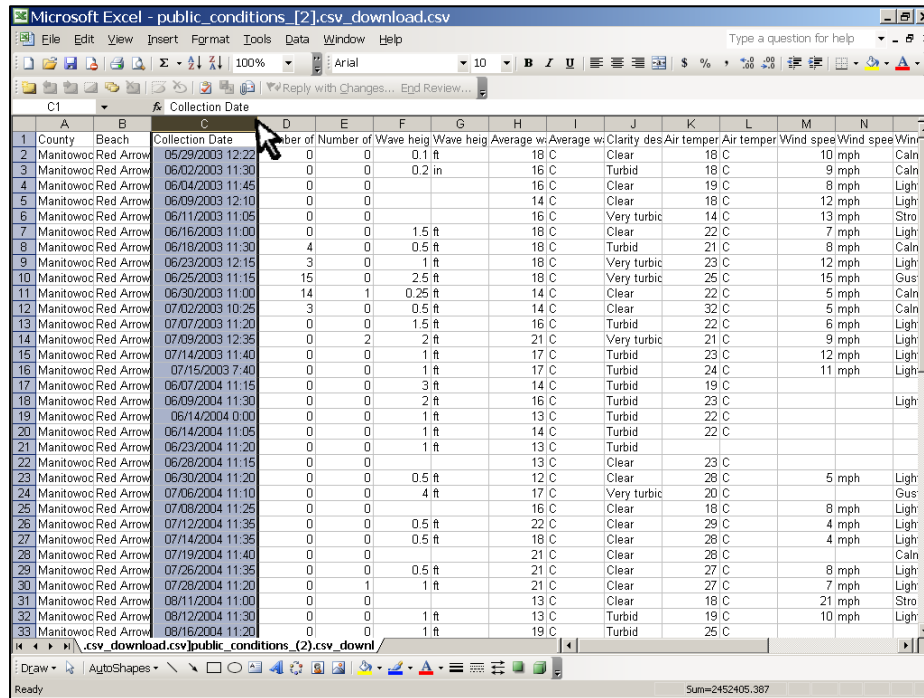 Microsoft Excel - public_conditions_[2].csv_download.csv
File Edit View Insert Format Tools Data Window Help Type a question for help
100% Arial 10 B I U $ % ,
Reply with Changes... End Review...
C1 fx Collection Date
A B C D E F G H I J K L M N
1 County Beach Collection Date ber of Number of Wave heig Wave heig Average w Average w Clarity des Air temper Air temper Wind spee Wind spee Win
2 Manitowoc Red Arrow 05/29/2003 12:22 0 0 0.1 ft 18 C Clear 18 C 10 mph Caln
3 Manitowoc Red Arrow 06/02/2003 11:30 0 0 0.2 in 16 C Turbid 18 C 9 mph Caln
4 Manitowoc Red Arrow 06/04/2003 11:45 0 0 16 C Clear 19 C 8 mph Ligh
5 Manitowoc Red Arrow 06/09/2003 12:10 0 0 14 C Clear 18 C 12 mph Ligh
6 Manitowoc Red Arrow 06/11/2003 11:05 0 0 16 C Very turbid 14 C 13 mph Stro
7 Manitowoc Red Arrow 06/16/2003 11:00 0 0 1.5 ft 18 C Clear 22 C 7 mph Ligh
8 Manitowoc Red Arrow 06/18/2003 11:30 4 0 0.5 ft 18 C Turbid 21 C 8 mph Caln
9 Manitowoc Red Arrow 06/23/2003 12:15 3 0 1 ft 18 C Very turbid 23 C 12 mph Ligh
10 Manitowoc Red Arrow 06/25/2003 11:15 15 0 2.5 ft 18 C Very turbid 25 C 15 mph Gus
11 Manitowoc Red Arrow 06/30/2003 11:00 14 1 0.25 ft 14 C Clear 22 C 5 mph Caln
12 Manitowoc Red Arrow 07/02/2003 10:25 3 0 0.5 ft 14 C Clear 32 C 5 mph Caln
13 Manitowoc Red Arrow 07/07/2003 11:20 0 0 1.5 ft 16 C Turbid 22 C 6 mph Ligh
14 Manitowoc Red Arrow 07/09/2003 12:35 0 2 2 ft 21 C Very turbid 21 C 9 mph Ligh
15 Manitowoc Red Arrow 07/14/2003 11:40 0 0 1 ft 17 C Turbid 23 C 12 mph Ligh
16 Manitowoc Red Arrow 07/15/2003 7:40 0 0 1 ft 17 C Turbid 24 C 11 mph Ligh
17 Manitowoc Red Arrow 06/07/2004 11:15 0 0 3 ft 14 C Turbid 19 C
18 Manitowoc Red Arrow 06/09/2004 11:30 0 0 2 ft 16 C Turbid 23 C Ligh
19 Manitowoc Red Arrow 06/14/2004 0:00 0 0 1 ft 13 C Turbid 22 C
20 Manitowoc Red Arrow 06/14/2004 11:05 0 0 1 ft 14 C Turbid 22 C
21 Manitowoc Red Arrow 06/23/2004 11:20 0 0 1 ft 13 C Turbid
22 Manitowoc Red Arrow 06/28/2004 11:15 0 0 13 C Clear 23 C
23 Manitowoc Red Arrow 06/30/2004 11:20 0 0 0.5 ft 12 C Clear 28 C 5 mph Ligh
24 Manitowoc Red Arrow 07/06/2004 11:10 0 0 4 ft 17 C Very turbid 20 C Gus
25 Manitowoc Red Arrow 07/08/2004 11:25 0 0 16 C Clear 18 C 8 mph Ligh
26 Manitowoc Red Arrow 07/12/2004 11:35 0 0 0.5 ft 22 C Clear 29 C 4 mph Ligh
27 Manitowoc Red Arrow 07/14/2004 11:35 0 0 0.5 ft 18 C Clear 28 C 4 mph Ligh
28 Manitowoc Red Arrow 07/19/2004 11:40 0 0 21 C Clear 28 C Caln
29 Manitowoc Red Arrow 07/26/2004 11:35 0 0 0.5 ft 21 C Clear 27 C 8 mph Ligh
30 Manitowoc Red Arrow 07/28/2004 11:20 0 1 1 ft 21 C Clear 27 C 7 mph Ligh
31 Manitowoc Red Arrow 08/11/2004 11:00 0 0 13 C Clear 18 C 21 mph Stro
32 Manitowoc Red Arrow 08/12/2004 11:30 0 0 1 ft 13 C Turbid 19 C 10 mph Ligh
33 Manitowoc Red Arrow 08/16/2004 11:20 0 0 1 ft 19 C Turbid 25 C
.csv_download.csv]public_conditions_(2).csv_downl
Draw AutoShapes
Ready Sum=2452405.387